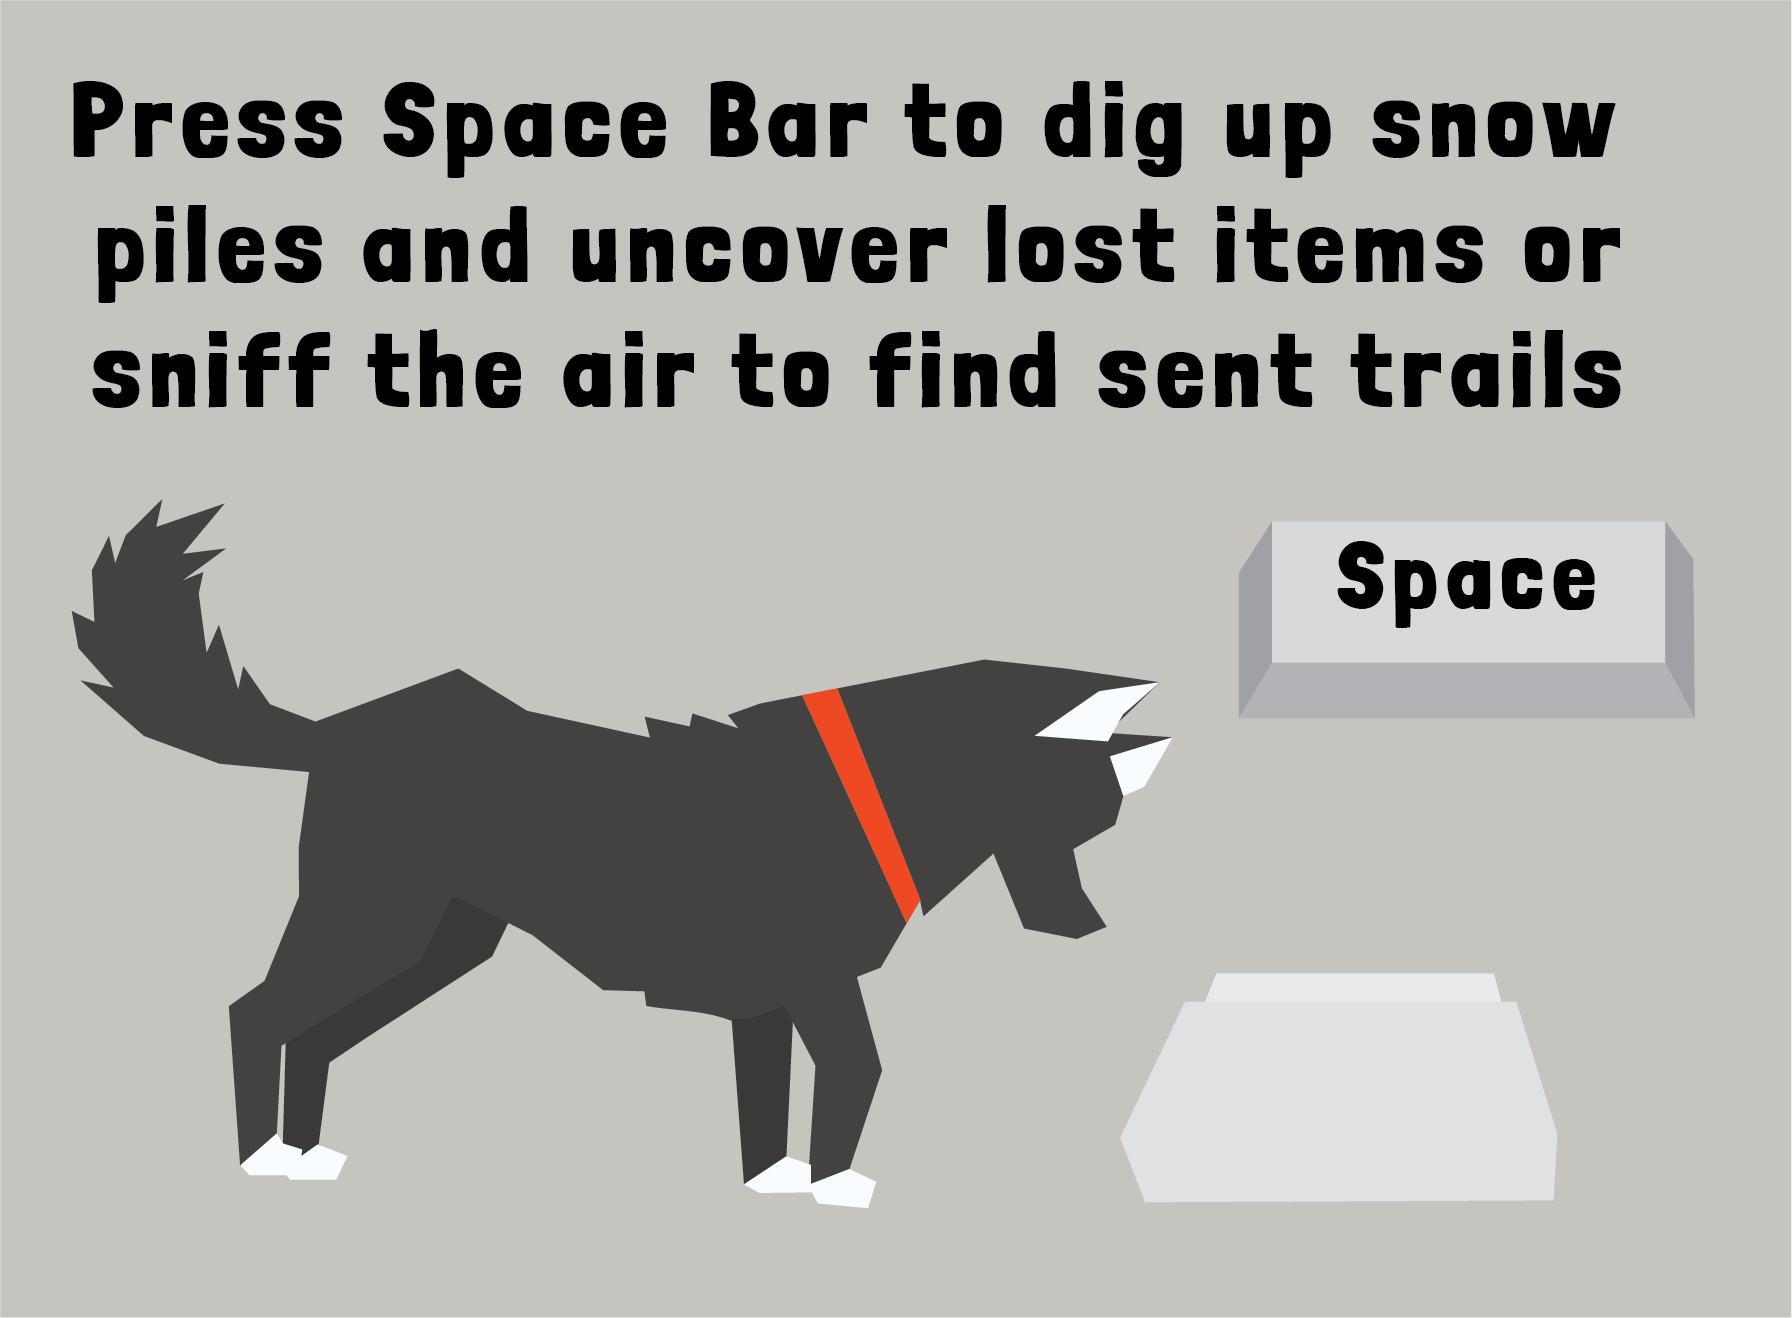 Press Space Bar to dig up snow
piles and uncover lost items or
sniff the air to find sent trails
Space